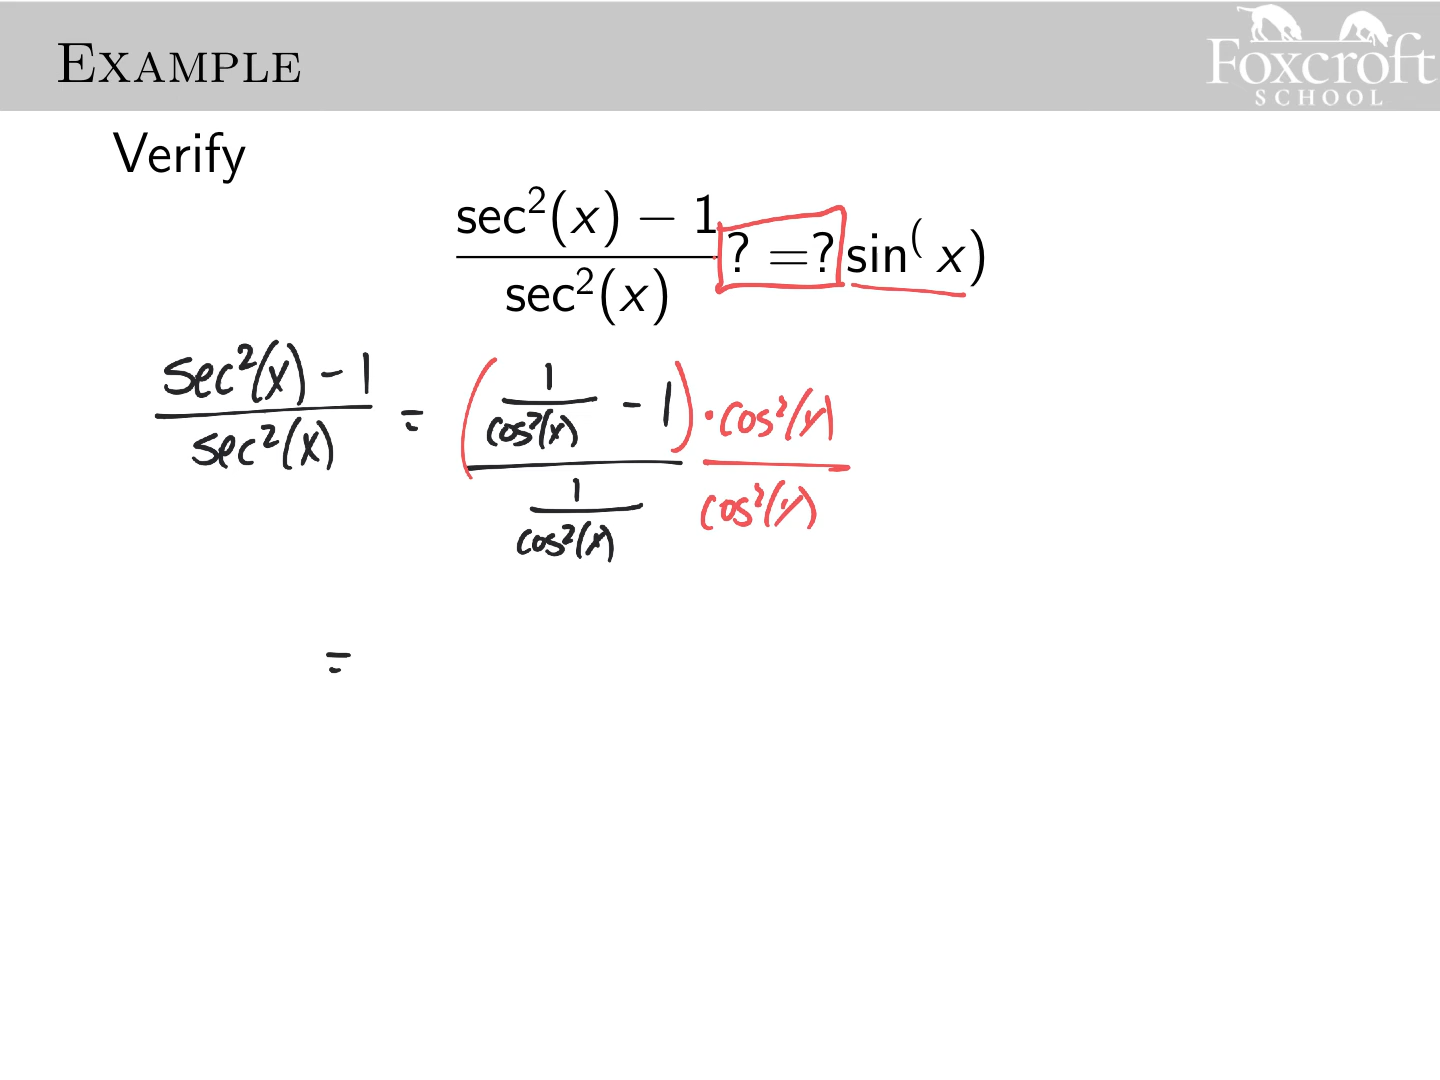 EXAMPLE
Foxcroft
SCHOOL
Verify
sec²(x) − 1
? =? sin⁽ x)
sec²(x)
sec²(x) - 1 = (1/cos²(x) - 1) · cos²(x)
sec²(x) 1/cos²(x) cos²(x)
=